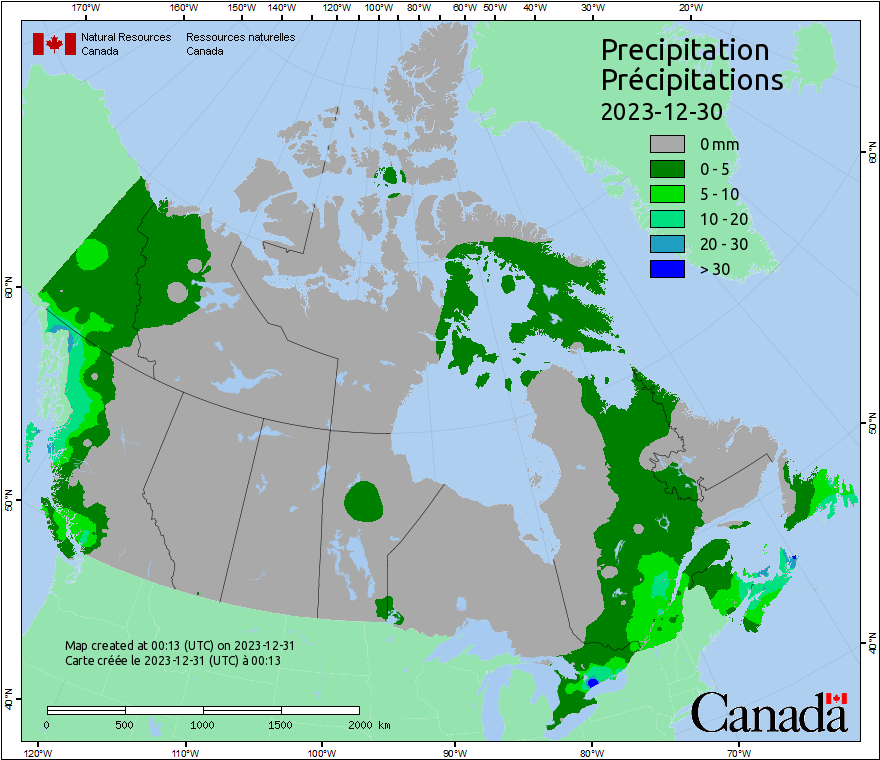 170°W 160°W 150°W 140°W 130°W 120°W 110°W 100°W 90°W 80°W 60°W 50°W 40°W 30°W 20°W
Natural Resources Ressources naturelles
Canada Canada
Precipitation
Précipitations
2023-12-30
0 mm
0 - 5
5 - 10
10 - 20
20 - 30
> 30
60°N 60°N
50°N 50°N
40°N 40°N
Map created at 00:13 (UTC) on 2023-12-31
Carte créée le 2023-12-31 (UTC) à 00:13
0 500 1000 1500 2000 km
Canada
120°W 110°W 100°W 90°W 80°W 70°W